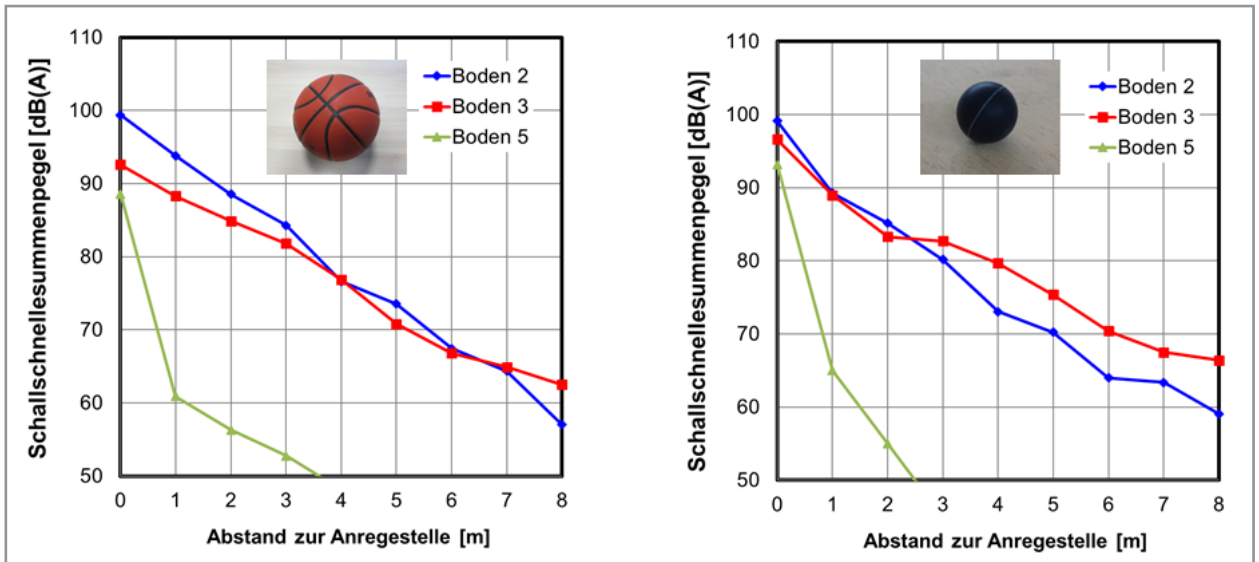 Schallschnellesummenpegel [dB(A)]
110
100
90
80
70
60
50
Boden 2
Boden 3
Boden 5
0 1 2 3 4 5 6 7 8
Abstand zur Anregestelle [m]
Schallschnellesummenpegel [dB(A)]
110
100
90
80
70
60
50
Boden 2
Boden 3
Boden 5
0 1 2 3 4 5 6 7 8
Abstand zur Anregestelle [m]